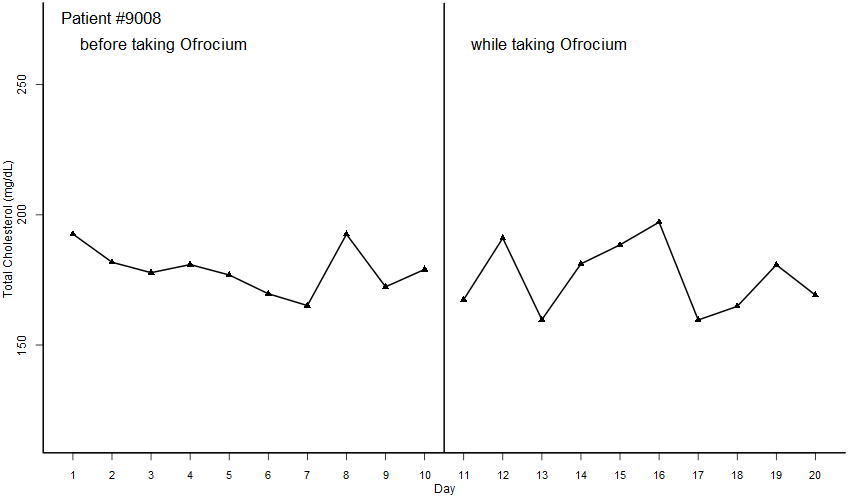 Patient #9008
before taking Ofrocium
while taking Ofrocium
Total Cholesterol (mg/dL)
250
200
150
1 2 3 4 5 6 7 8 9 10 11 12 13 14 15 16 17 18 19 20
Day